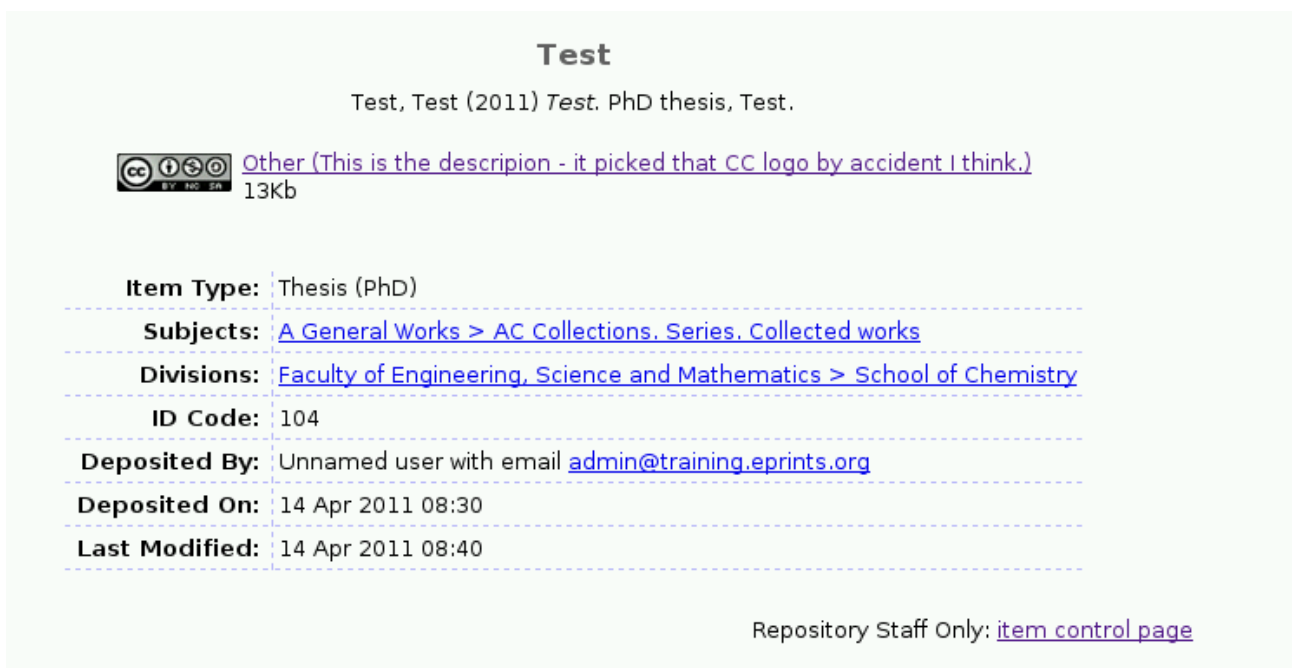 Test
Test, Test (2011) Test. PhD thesis, Test.
cc BY NC SA
Other (This is the descripion - it picked that CC logo by accident I think.)
13Kb
Item Type: Thesis (PhD)
Subjects: A General Works > AC Collections. Series. Collected works
Divisions: Faculty of Engineering, Science and Mathematics > School of Chemistry
ID Code: 104
Deposited By: Unnamed user with email admin@training.eprints.org
Deposited On: 14 Apr 2011 08:30
Last Modified: 14 Apr 2011 08:40
Repository Staff Only: item control page